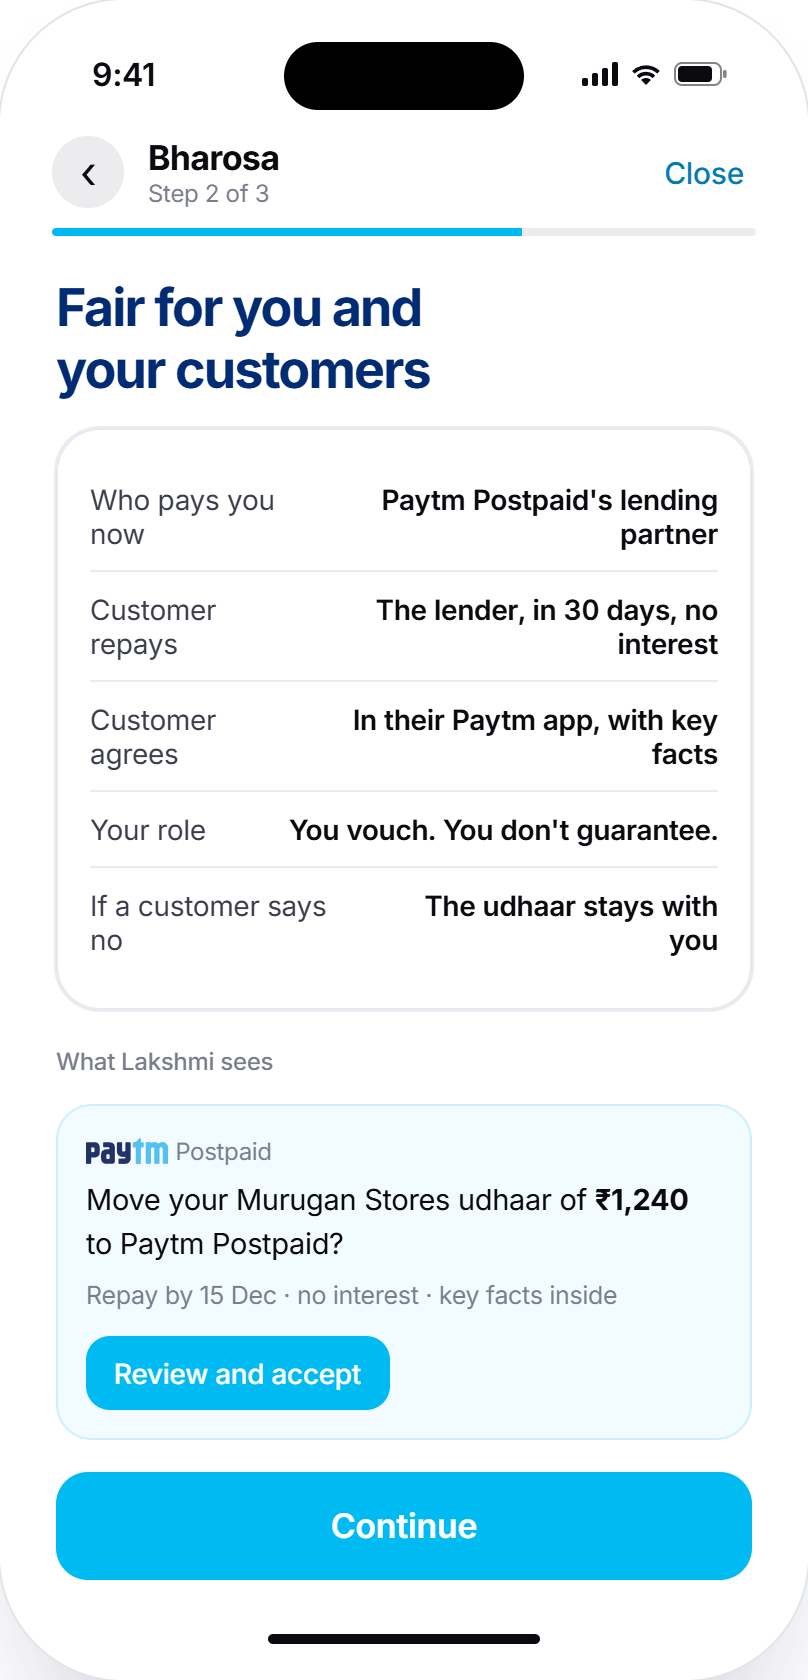 9:41
Bharosa
Step 2 of 3
Close
Fair for you and
your customers
Who pays you
now
Paytm Postpaid's lending
partner
Customer
repays
The lender, in 30 days, no
interest
Customer
agrees
In their Paytm app, with key
facts
Your role
You vouch. You don't guarantee.
If a customer says
no
The udhaar stays with
you
What Lakshmi sees
paytm Postpaid
Move your Murugan Stores udhaar of ₹1,240
to Paytm Postpaid?
Repay by 15 Dec · no interest · key facts inside
Review and accept
Continue